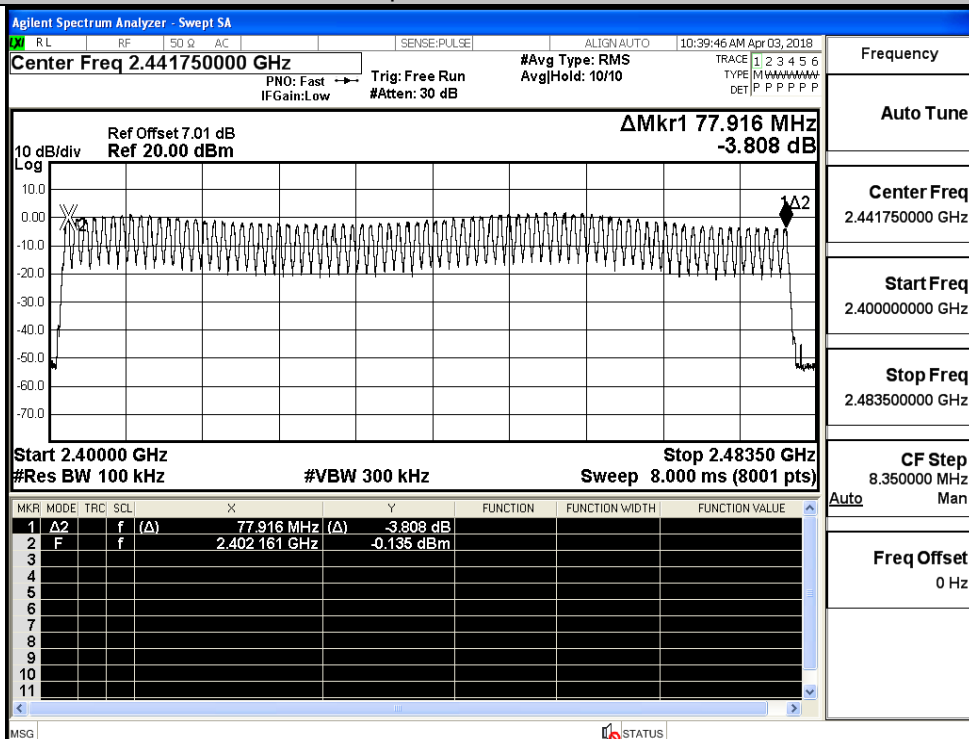 Agilent Spectrum Analyzer - Swept SA
LXI RL RF 50 Ω AC SENSE:PULSE ALIGN AUTO 10:39:46 AM Apr 03, 2018
Center Freq 2.441750000 GHz
PNO: Fast
IFGain:Low
Trig: Free Run
#Atten: 30 dB
#Avg Type: RMS
Avg|Hold: 10/10
TRACE 1 2 3 4 5 6
TYPE M WWWWW
DET P P P P P P
ΔMkr1 77.916 MHz
-3.808 dB
Ref Offset 7.01 dB
10 dB/div Ref 20.00 dBm
Log
10.0
0.00
-10.0
-20.0
-30.0
-40.0
-50.0
-60.0
-70.0
1Δ2
2
Start 2.40000 GHz Stop 2.48350 GHz
#Res BW 100 kHz #VBW 300 kHz Sweep 8.000 ms (8001 pts)
MKR MODE TRC SCL X Y FUNCTION FUNCTION WIDTH FUNCTION VALUE
1 Δ2 f (Δ) 77.916 MHz (Δ) -3.808 dB
2 F f 2.402 161 GHz -0.135 dBm
3
4
5
6
7
8
9
10
11
MSG STATUS
Frequency
Auto Tune
Center Freq
2.441750000 GHz
Start Freq
2.400000000 GHz
Stop Freq
2.483500000 GHz
CF Step
8.350000 MHz
Auto Man
Freq Offset
0 Hz